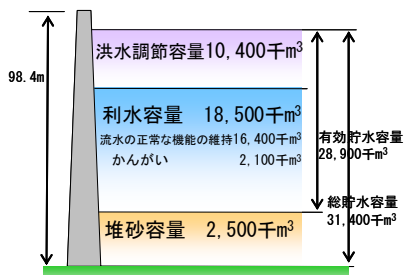 洪水調節容量10,400千m³
98.4m
利水容量 18,500千m³
流水の正常な機能の維持16,400千m³
かんがい 2,100千m³
有効貯水容量
28,900千m³
総貯水容量
31,400千m³
堆砂容量 2,500千m³